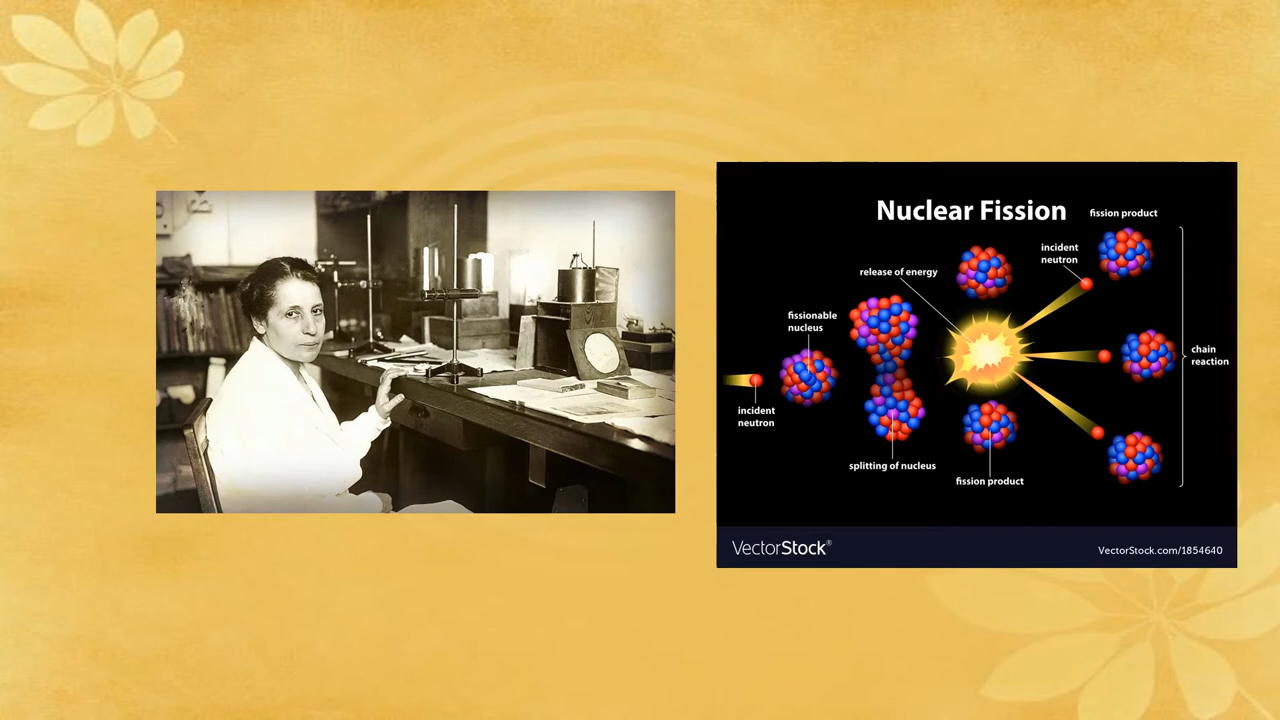 Nuclear Fission
fission product
incident
neutron
release of energy
fissionable
nucleus
chain
reaction
incident
neutron
splitting of nucleus
fission product
VectorStock®
VectorStock.com/1854640